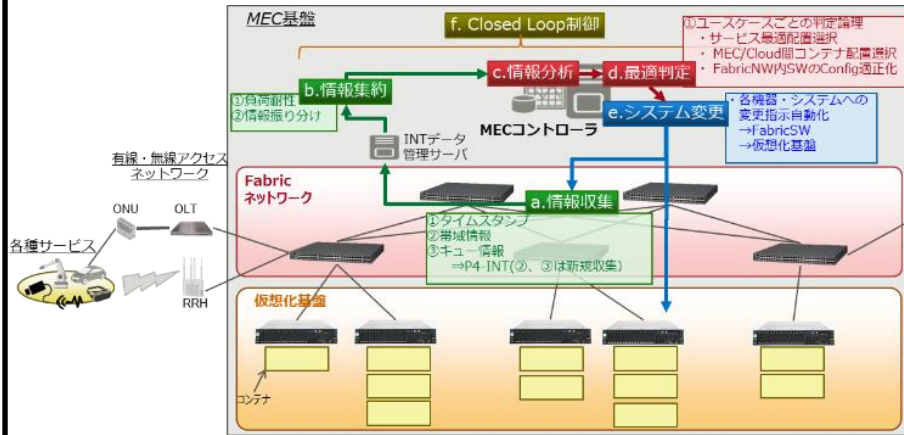 MEC基盤
f. Closed Loop制御
①ユースケースごとの判定論理
・サービス最適配置選択
・ MEC/Cloud間コンテナ配置選択
・ FabricNW内SWのConfig適正化
c.情報分析
d.最適判定
b.情報集約
①負荷耐性
②情報振り分け
e.システム変更
MECコントローラ
・各機器・システムへの
変更指示自動化
→FabricSW
→仮想化基盤
INTデータ
管理サーバ
有線・無線アクセス
ネットワーク
Fabric
ネットワーク
a.情報収集
ONU
OLT
①タイムスタンプ
②帯域情報
③キュー情報
⇒P4-INT(②、③は新規収集)
各種サービス
RRH
仮想化基盤
コンテナ